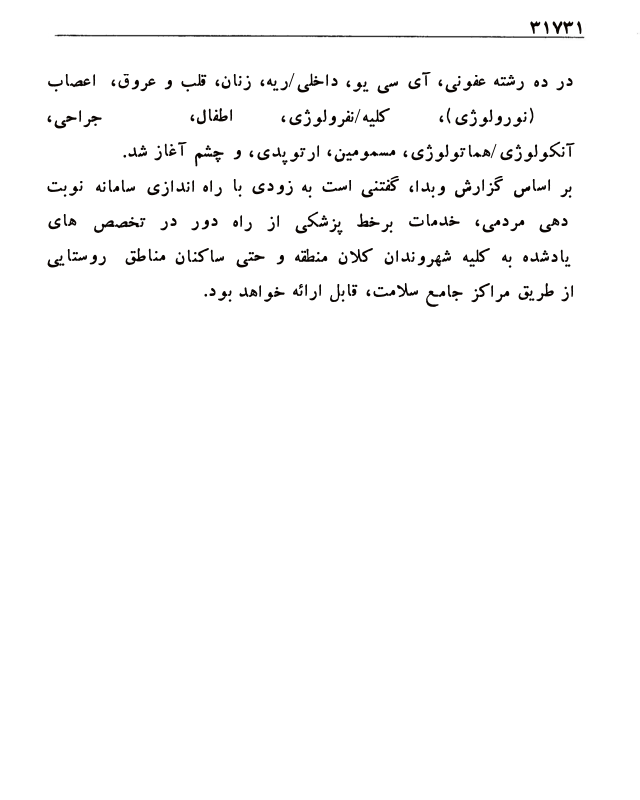 ۳۱۷۳۱
در ده رشته عفونی، آی سی یو، داخلی/ریه، زنان، قلب و عروق، اعصاب
(نورولوژی)، کلیه/نفرولوژی، اطفال، جراحی،
آنکولوژی/هماتولوژی، مسمومین، ارتوپدی، و چشم آغاز شد.
بر اساس گزارش وبدا، گفتنی است به زودی با راه اندازی سامانه نوبت
دهی مردمی، خدمات برخط پزشکی از راه دور در تخصص های
یادشده به کلیه شهروندان کلان منطقه و حتی ساکنان مناطق روستایی
از طریق مراکز جامع سلامت، قابل ارائه خواهد بود.